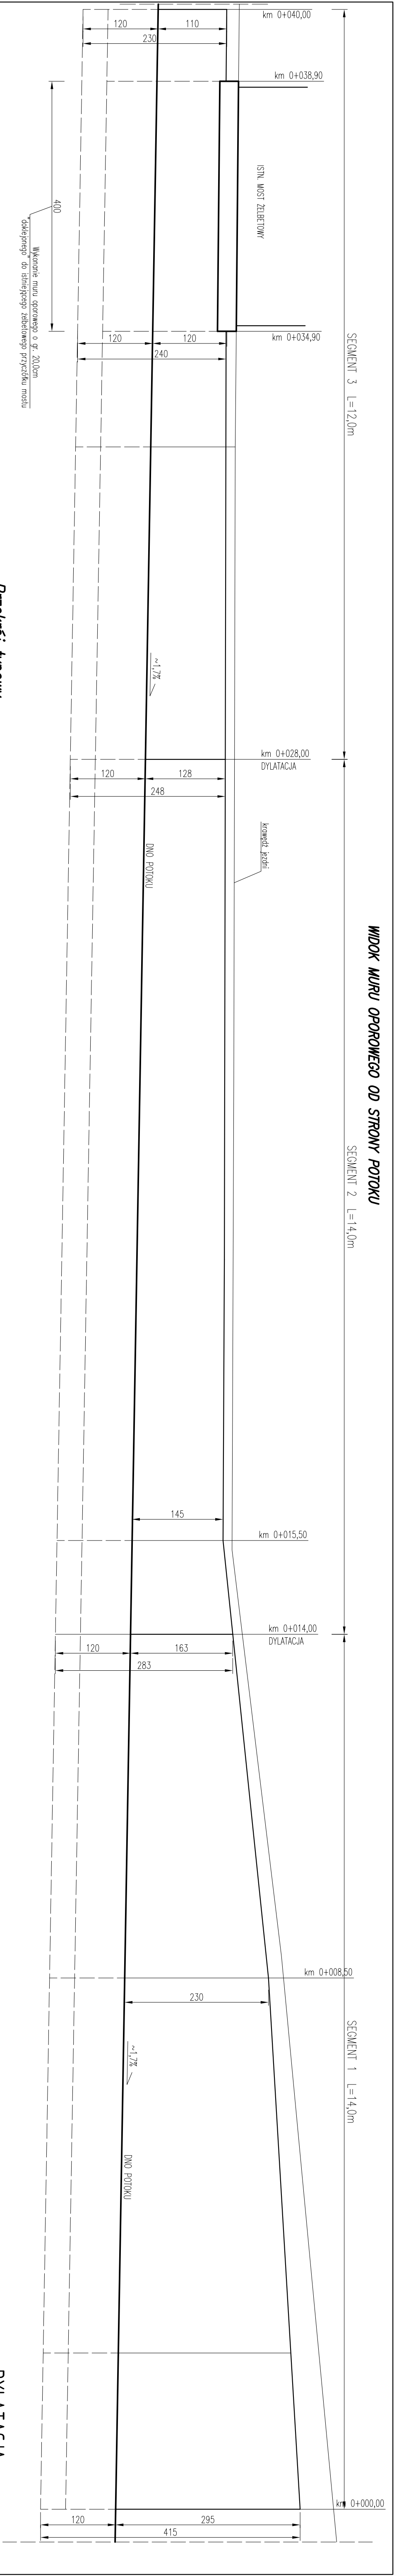 WIDOK MURU OPOROWEGO OD STRONY POTOKU
SEGMENT 3 L=12,0m
SEGMENT 2 L=14,0m
SEGMENT 1 L=14,0m
km 0+040,00
km 0+038,90
km 0+034,90
km 0+028,00
DYLATACJA
km 0+015,50
km 0+014,00
DYLATACJA
km 0+008,50
km 0+000,00
ISTN. MOST ŻELBETOWY
krawędź jezdni
120
110
230
400
120
120
240
~1,7%
120
128
248
DNO POTOKU
145
120
163
283
230
~1,7%
DNO POTOKU
120
295
415
Wykonanie muru oporowego o gr. 20,0cm
"doklejonego" do istniejącego żelbetowego przyczółku mostu
Przekrój typowy
DYLATACJA